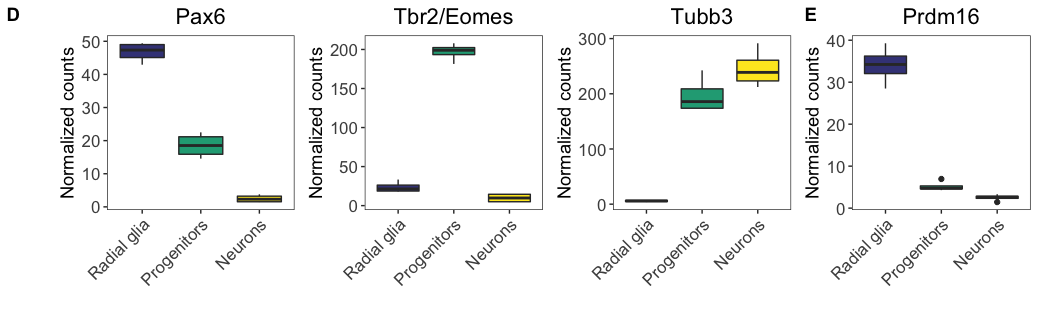 D
Pax6
Tbr2/Eomes
Tubb3
E
Prdm16
Normalized counts
50
40
30
20
10
0
Radial glia
Progenitors
Neurons
Normalized counts
200
150
100
50
0
Radial glia
Progenitors
Neurons
Normalized counts
300
200
100
0
Radial glia
Progenitors
Neurons
Normalized counts
40
30
20
10
0
Radial glia
Progenitors
Neurons